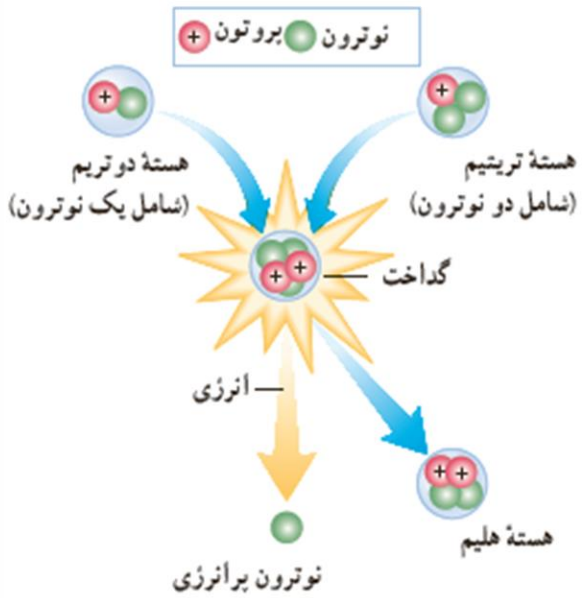 نوترون پروتون
هستهٔ تریتیم
(شامل دو نوترون)
هستهٔ دوتریم
(شامل یک نوترون)
گداخت
انرژی
هستهٔ هلیم
نوترون پرانرژی